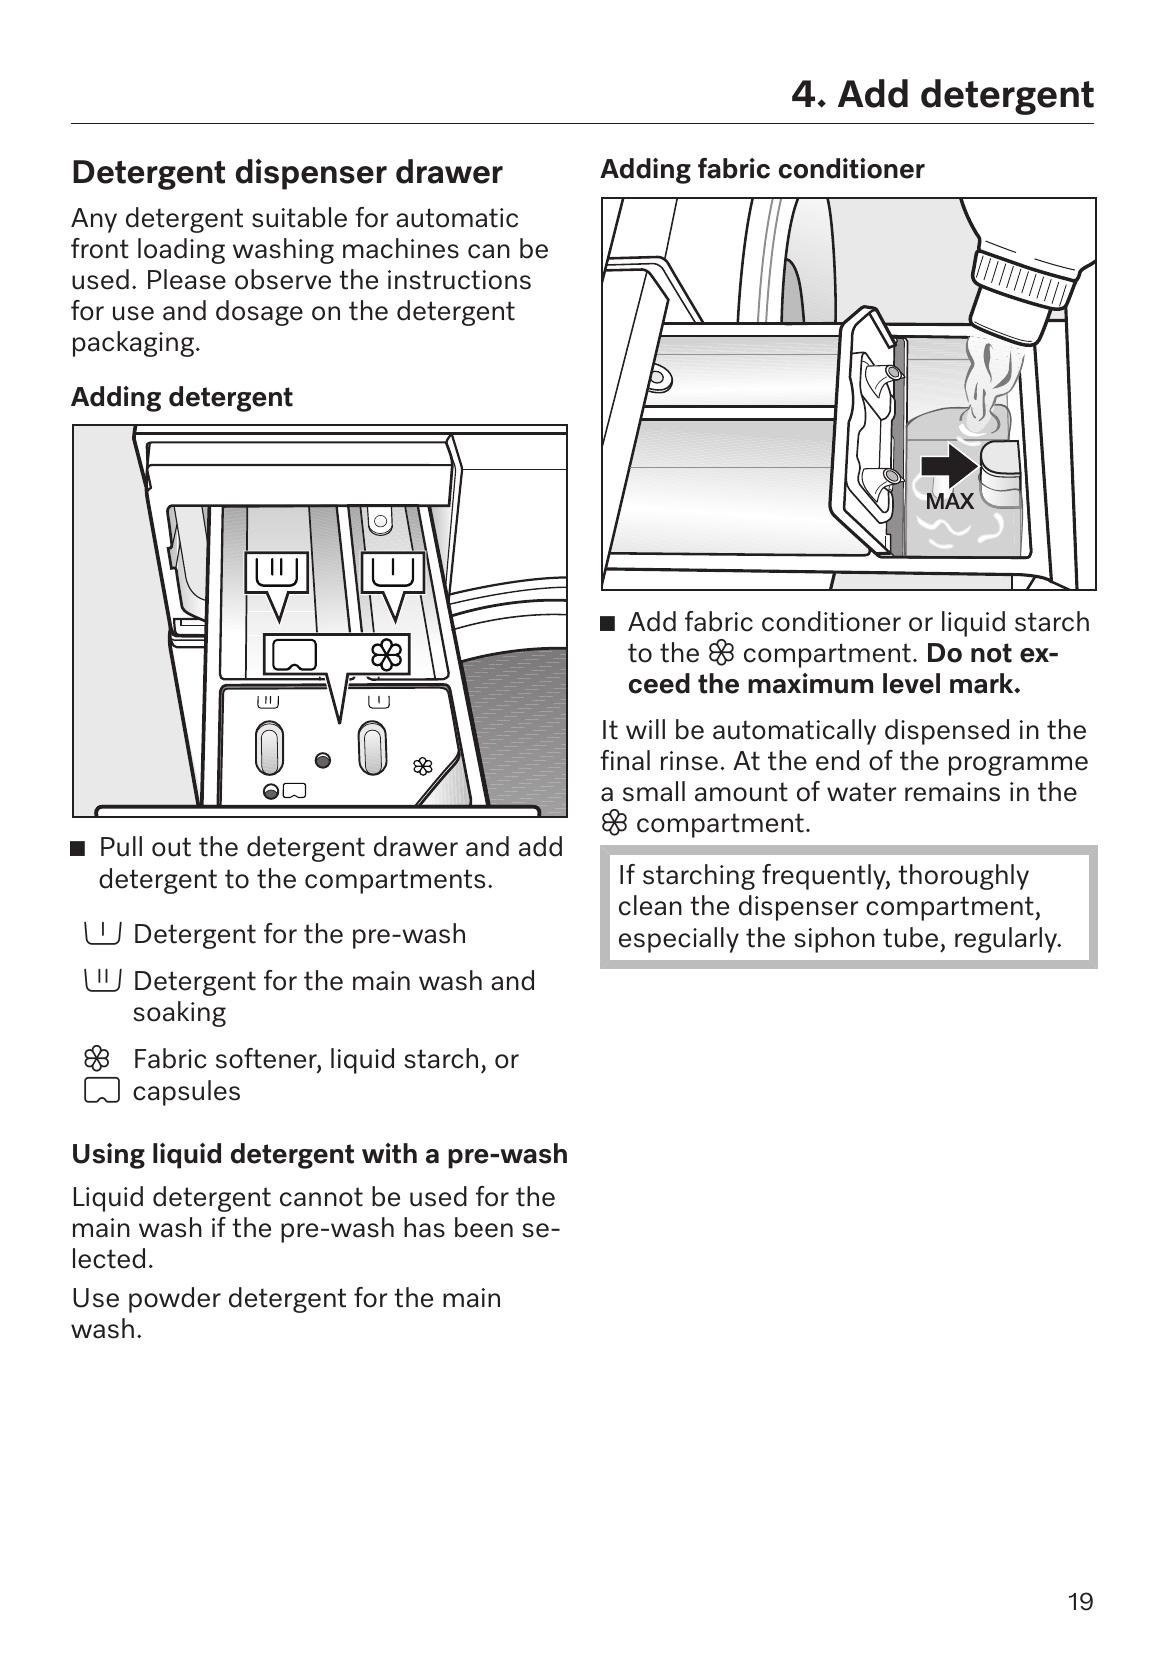 4. Add detergent
Detergent dispenser drawer
Any detergent suitable for automatic
front loading washing machines can be
used. Please observe the instructions
for use and dosage on the detergent
packaging.
Adding detergent
Pull out the detergent drawer and add
detergent to the compartments.
Detergent for the pre-wash
Detergent for the main wash and
soaking
Fabric softener, liquid starch, or
capsules
Using liquid detergent with a pre-wash
Liquid detergent cannot be used for the
main wash if the pre-wash has been se-
lected.
Use powder detergent for the main
wash.
Adding fabric conditioner
MAX
Add fabric conditioner or liquid starch
to the compartment. Do not ex-
ceed the maximum level mark.
It will be automatically dispensed in the
final rinse. At the end of the programme
a small amount of water remains in the
compartment.
If starching frequently, thoroughly
clean the dispenser compartment,
especially the siphon tube, regularly.
19